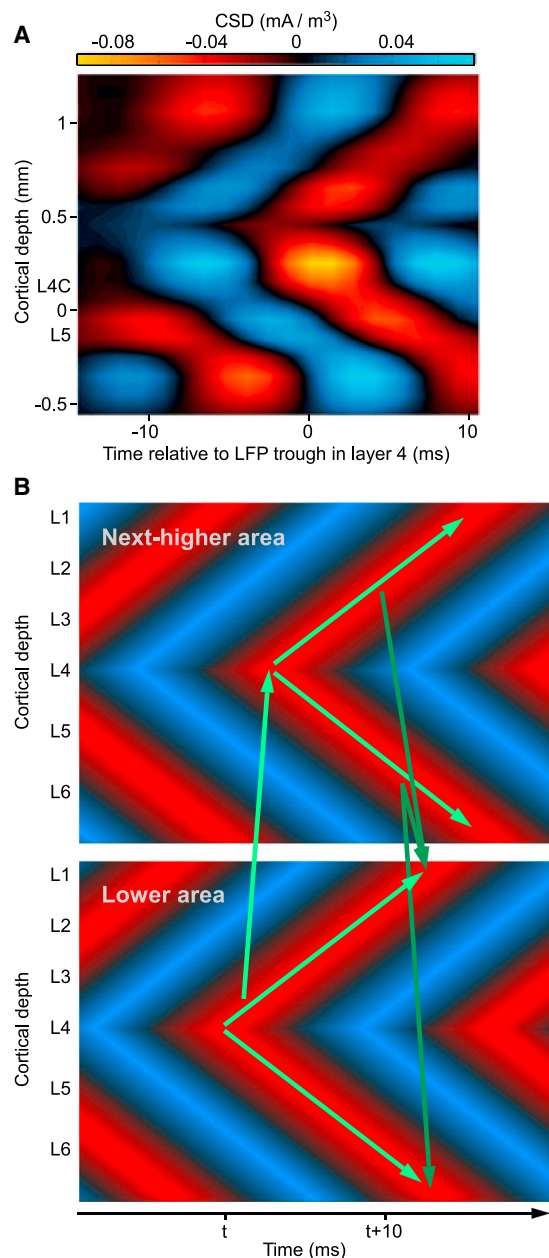 A
CSD (mA / m³)
-0.08 -0.04 0 0.04
Cortical depth (mm)
1
0.5
L4C
0
L5
-0.5
-10 0 10
Time relative to LFP trough in layer 4 (ms)
B
Next-higher area
Cortical depth
L1
L2
L3
L4
L5
L6
Lower area
Cortical depth
L1
L2
L3
L4
L5
L6
t t+10
Time (ms)